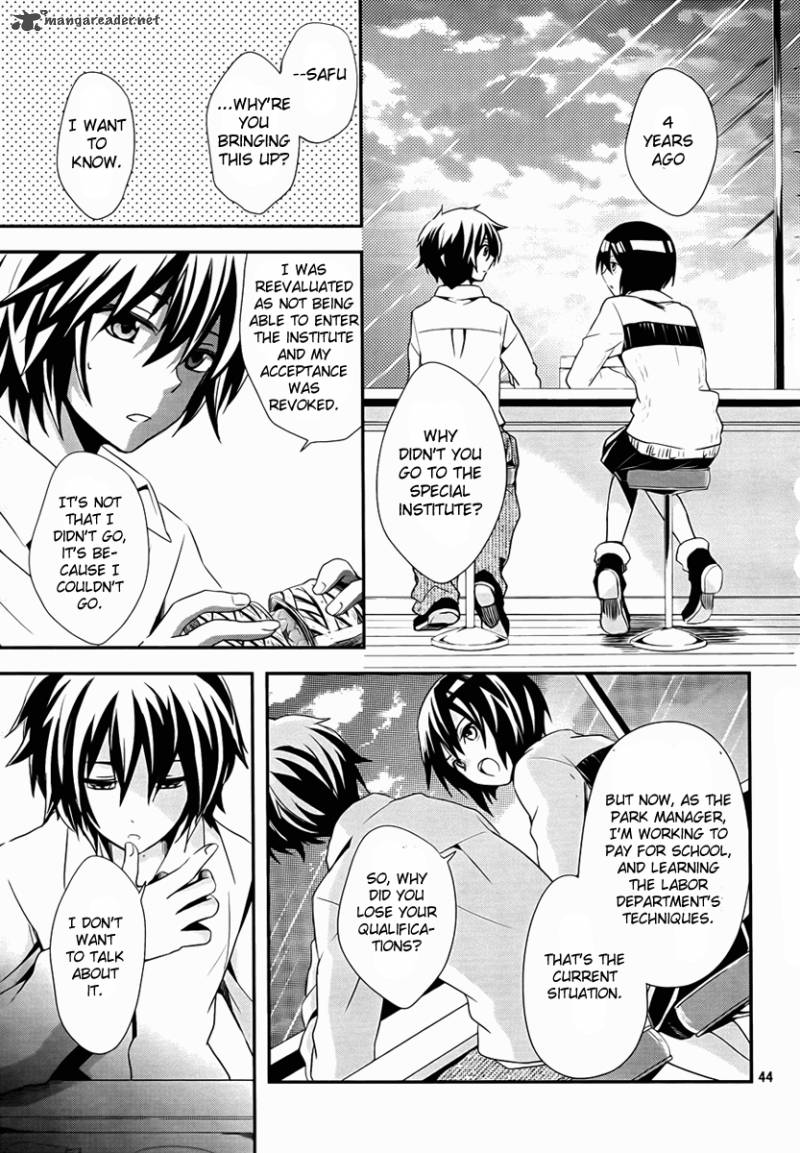 mangareader.net
4
YEARS
AGO
WHY
DIDN'T YOU
GO TO THE
SPECIAL
INSTITUTE?
--SAFU
...WHY'RE
YOU
BRINGING
THIS UP?
I WANT
TO
KNOW.
I WAS
REEVALUATED
AS NOT BEING
ABLE TO ENTER
THE INSTITUTE
AND MY
ACCEPTANCE
WAS
REVOKED.
IT'S NOT
THAT I
DIDN'T GO,
IT'S BE-
CAUSE I
COULDN'T
GO.
BUT NOW, AS THE
PARK MANAGER,
I'M WORKING TO
PAY FOR SCHOOL,
AND LEARNING
THE LABOR
DEPARTMENT'S
TECHNIQUES.
THAT'S THE
CURRENT
SITUATION.
SO, WHY
DID YOU
LOSE YOUR
QUALIFICA-
TIONS?
I DON'T
WANT
TO TALK
ABOUT
IT.
44